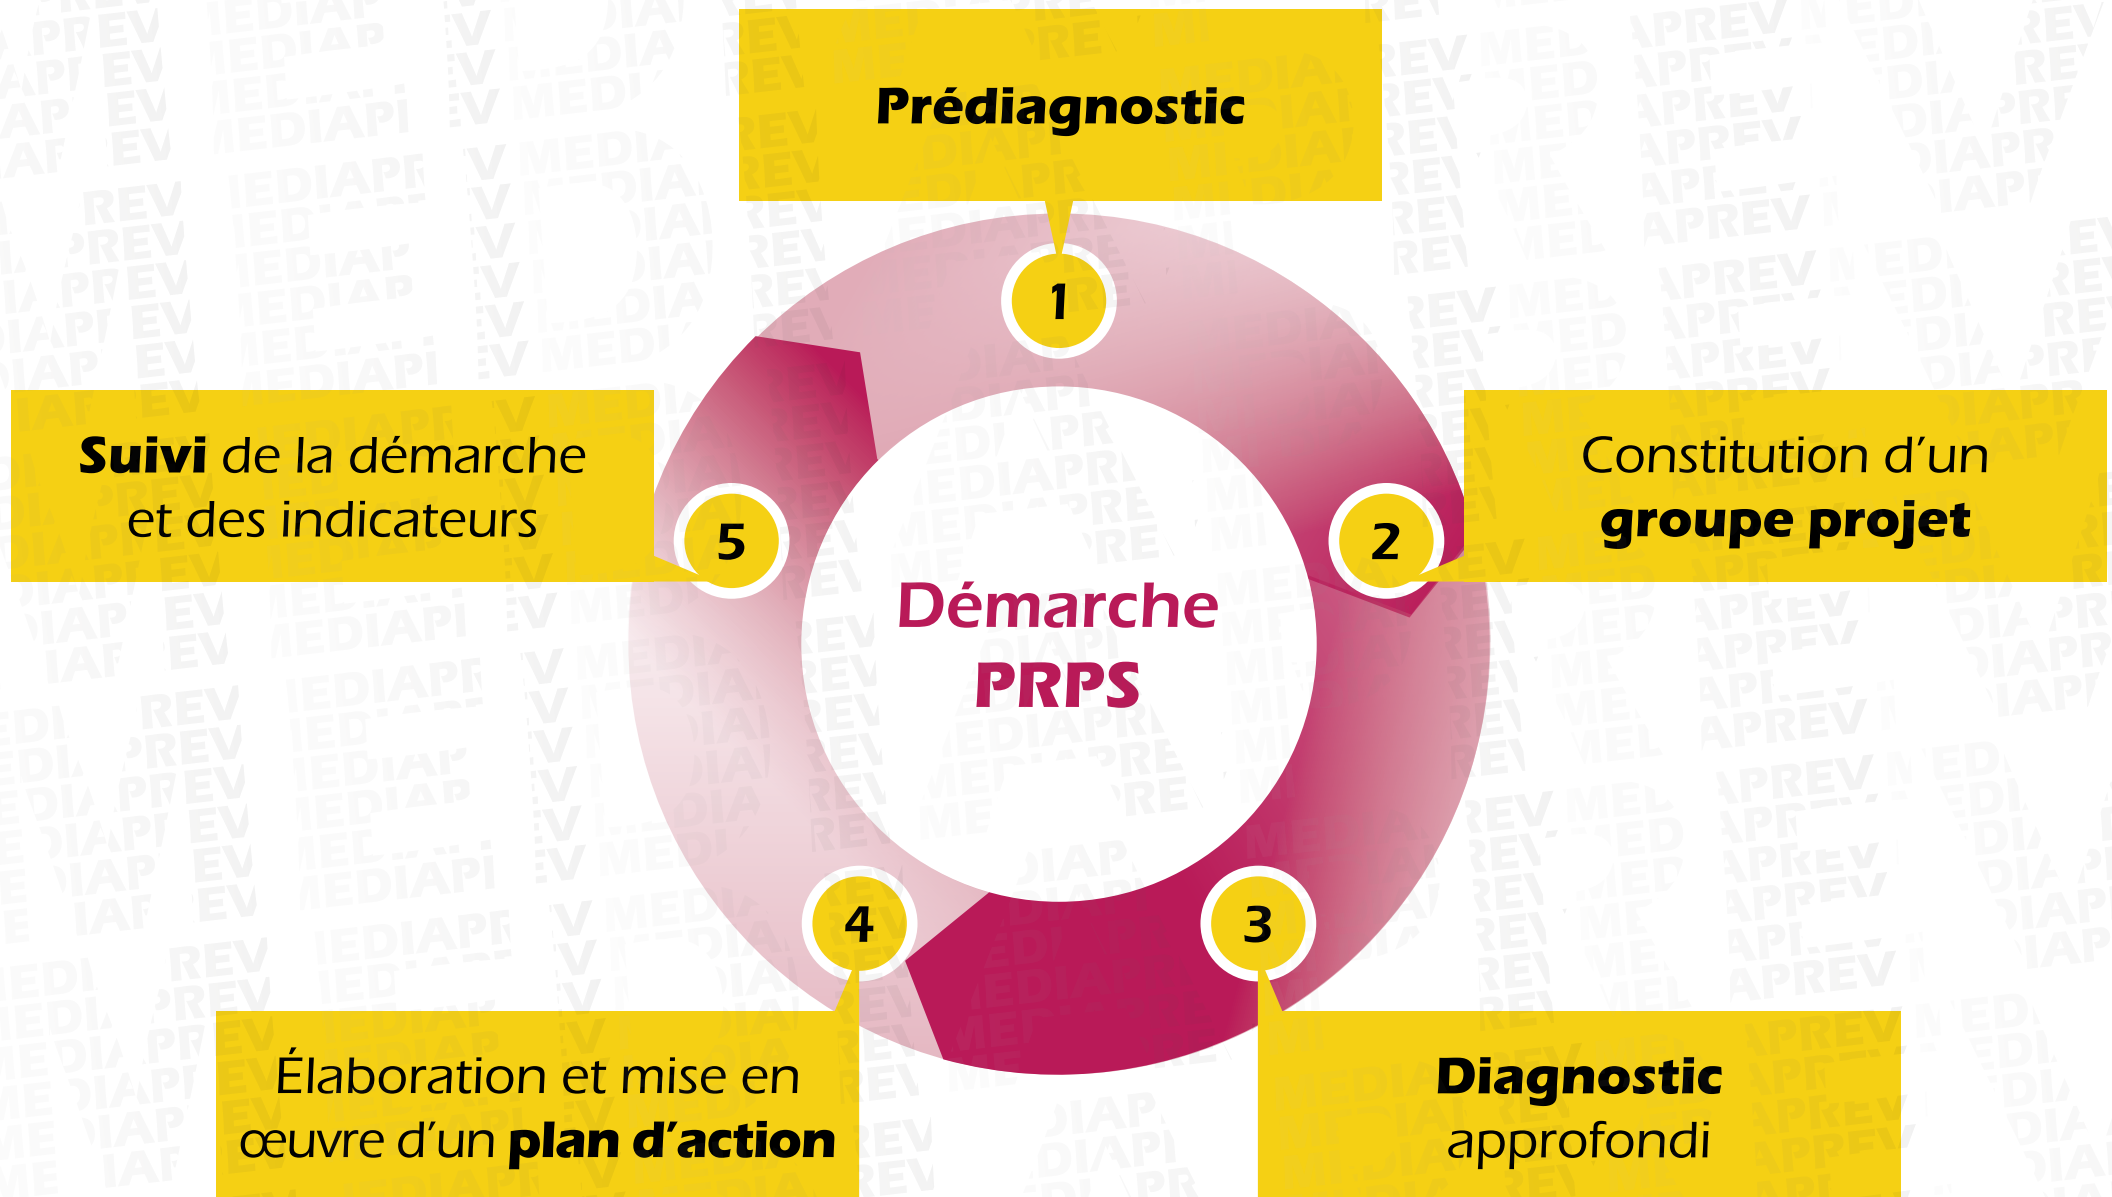 Prédiagnostic
1
Suivi de la démarche
et des indicateurs
5
2
Constitution d’un
groupe projet
Démarche
PRPS
4
3
Élaboration et mise en
œuvre d’un plan d’action
Diagnostic
approfondi